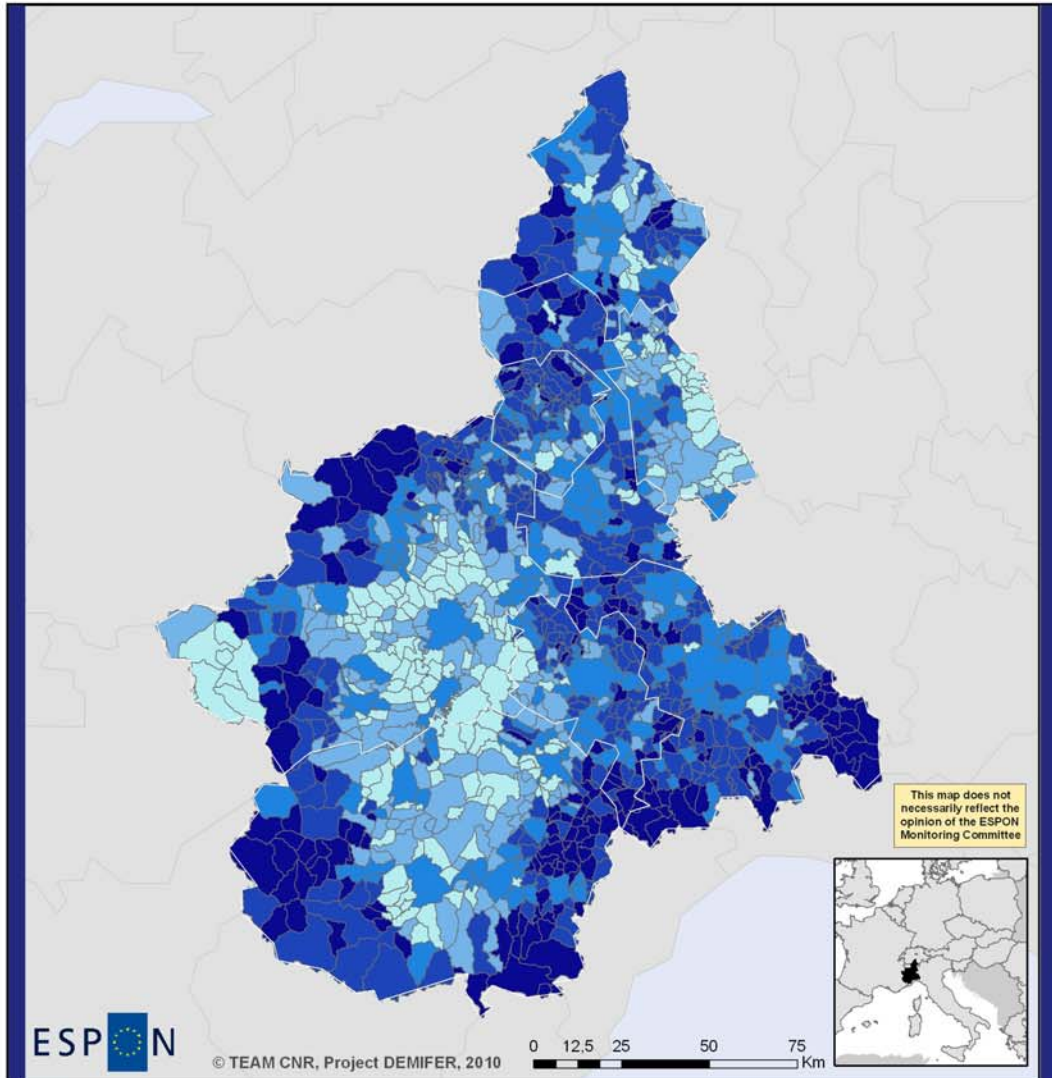 This map does not
necessarily reflect the
opinion of the ESPON
Monitoring Committee
ESPON
© TEAM CNR, Project DEMIFER, 2010
0 12,5 25 50 75
Km